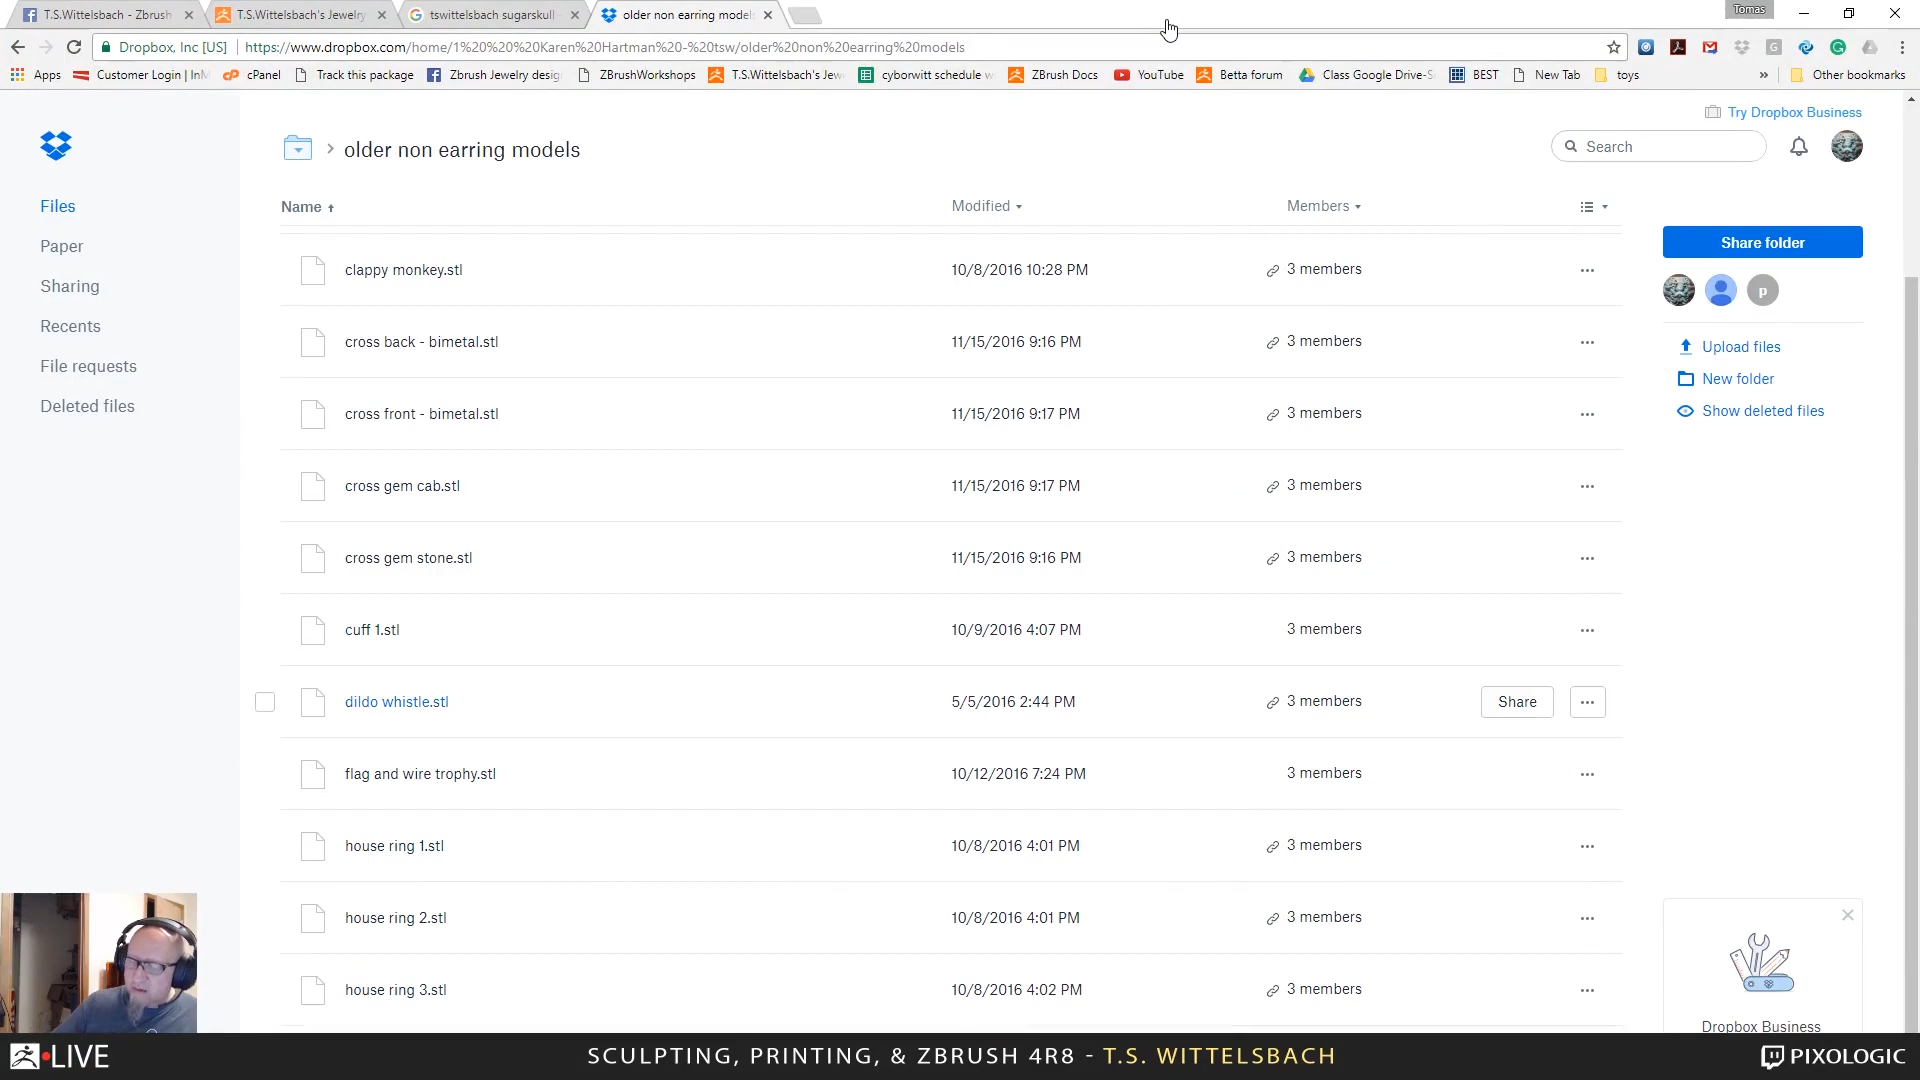 T.S.Wittelsbach - Zbrush
T.S.Wittelsbach's Jewelry
tswittelsbach sugarskull
older non earring models
Tomas
Dropbox, Inc [US]
https://www.dropbox.com/home/1%20%20%20Karen%20Hartman%20-%20tsw/older%20non%20earring%20models
Apps
Customer Login | InM
cPanel
Track this package
Zbrush Jewelry desig
ZBrushWorkshops
T.S.Wittelsbach's Jew
cyborwitt schedule w
ZBrush Docs
YouTube
Betta forum
Class Google Drive-S
BEST
New Tab
toys
Other bookmarks
Try Dropbox Business
older non earring models
Search
Files
Paper
Sharing
Recents
File requests
Deleted files
Name
Modified
Members
clappy monkey.stl 10/8/2016 10:28 PM 3 members
cross back - bimetal.stl 11/15/2016 9:16 PM 3 members
cross front - bimetal.stl 11/15/2016 9:17 PM 3 members
cross gem cab.stl 11/15/2016 9:17 PM 3 members
cross gem stone.stl 11/15/2016 9:16 PM 3 members
cuff 1.stl 10/9/2016 4:07 PM 3 members
dildo whistle.stl 5/5/2016 2:44 PM 3 members Share
flag and wire trophy.stl 10/12/2016 7:24 PM 3 members
house ring 1.stl 10/8/2016 4:01 PM 3 members
house ring 2.stl 10/8/2016 4:01 PM 3 members
house ring 3.stl 10/8/2016 4:02 PM 3 members
Share folder
p
Upload files
New folder
Show deleted files
Dropbox Business
LIVE
SCULPTING, PRINTING, & ZBRUSH 4R8 - T.S. WITTELSBACH
PIXOLOGIC